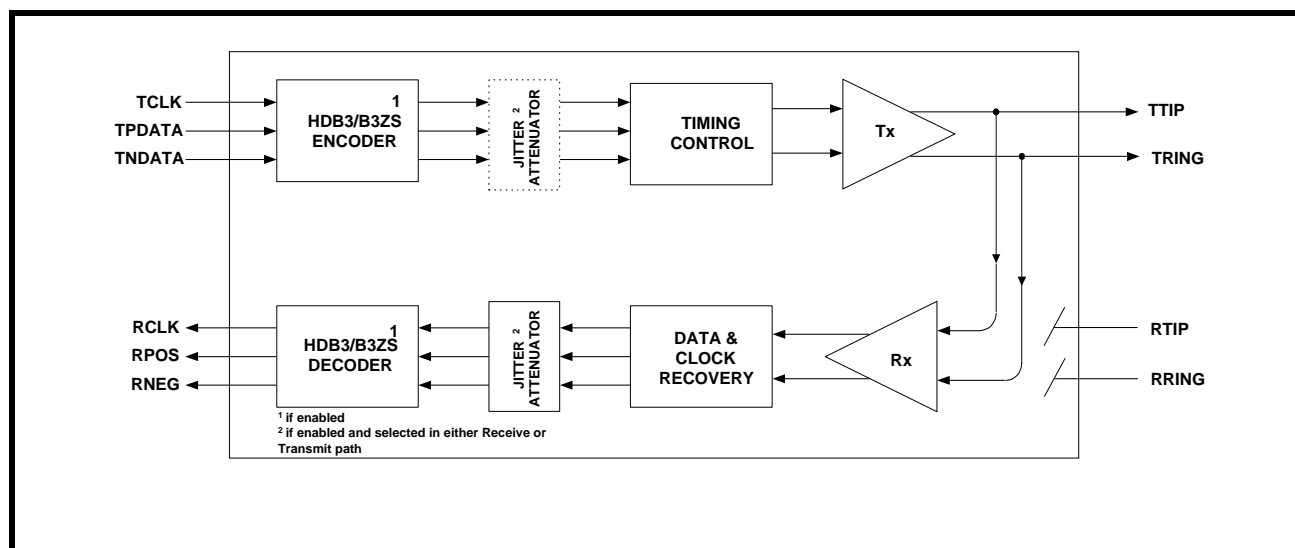 TCLK
TPDATA
TNDATA
1
HDB3/B3ZS
ENCODER
JITTER 2
ATTENUATOR
TIMING
CONTROL
Tx
TTIP
TRING
RCLK
RPOS
RNEG
1
HDB3/B3ZS
DECODER
JITTER 2
ATTENUATOR
DATA &
CLOCK
RECOVERY
Rx
RTIP
RRING
1 if enabled
2 if enabled and selected in either Receive or
Transmit path